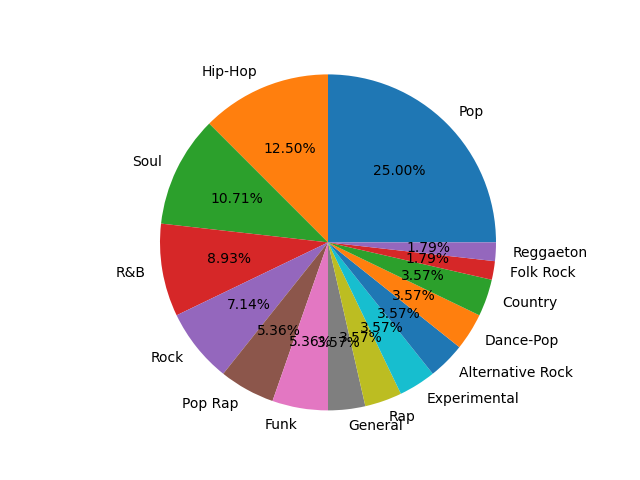 Hip-Hop
Pop
12.50%
Soul
25.00%
10.71%
Reggaeton
1.79%
R&B
8.93%
1.79%
Folk Rock
3.57%
3.57%
Country
7.14%
3.57%
5.36%
3.57%
5.36%
3.57%
3.57%
Dance-Pop
Rock
Alternative Rock
Pop Rap
Experimental
Rap
Funk
General